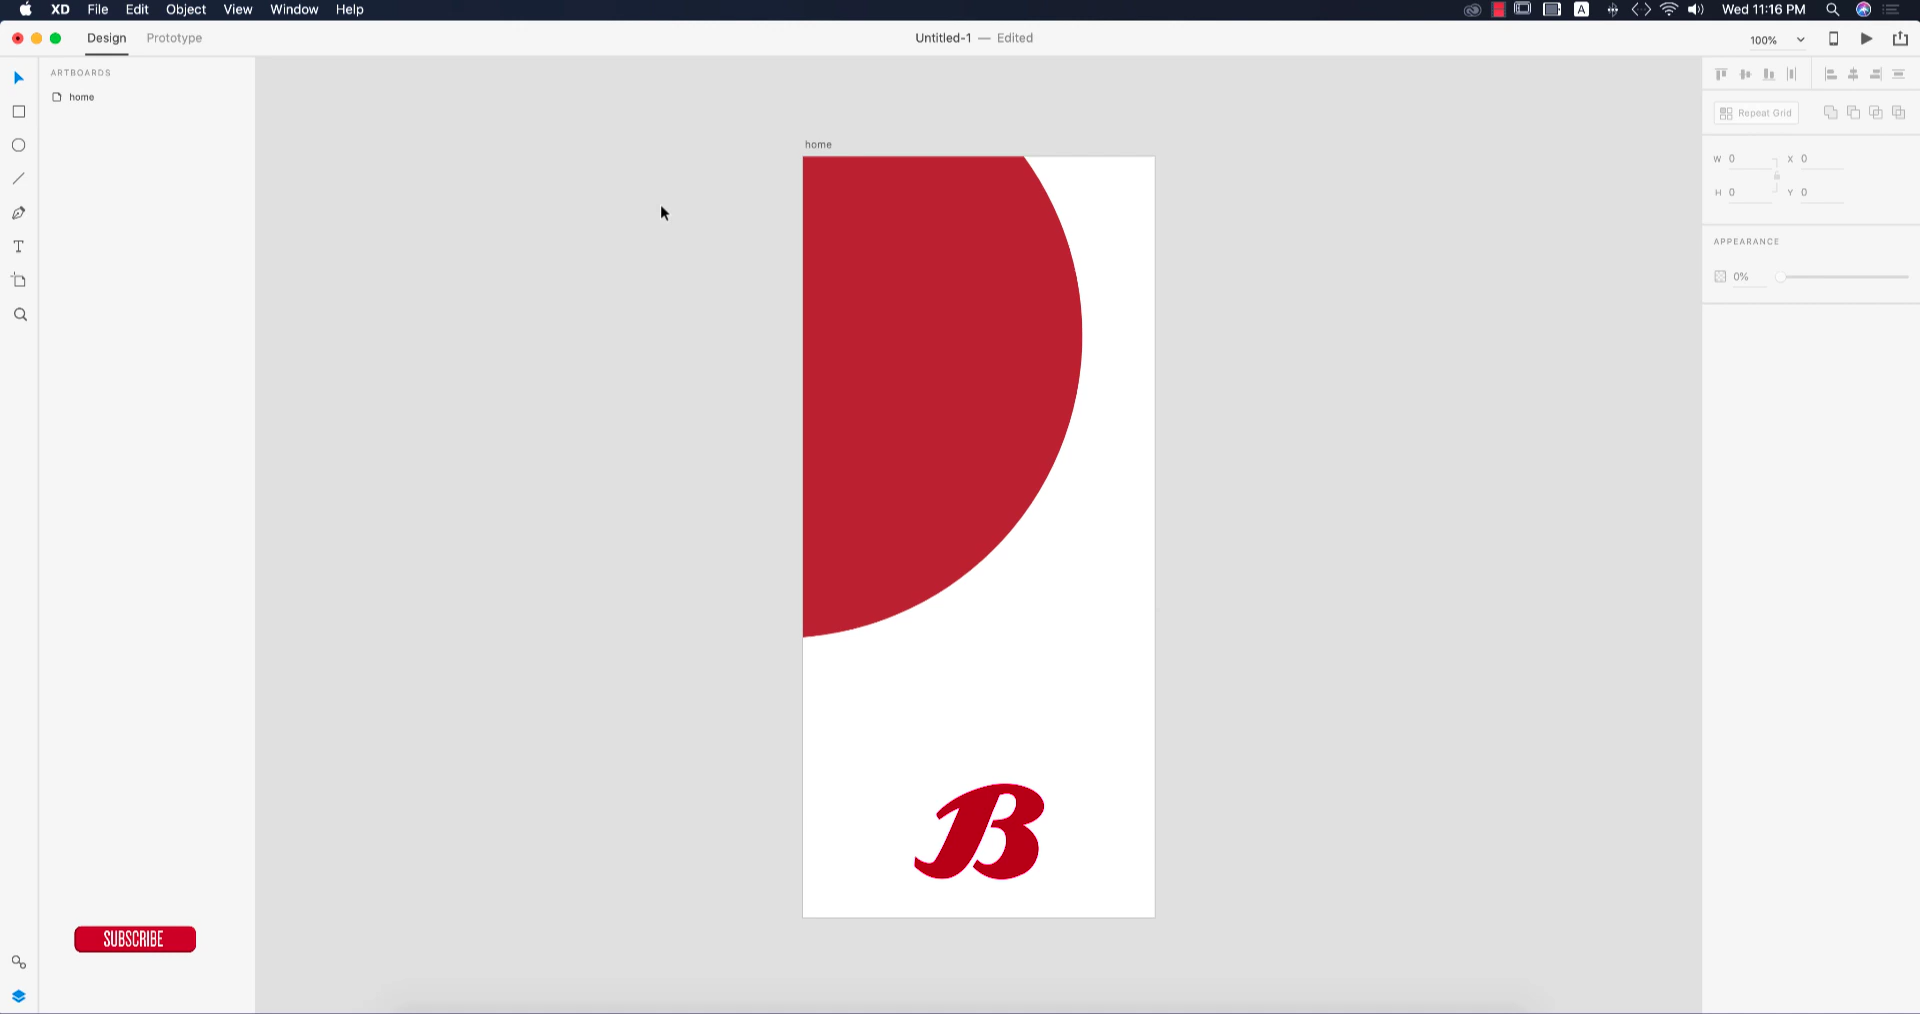 XD File Edit Object View Window Help
A Wed 11:16 PM
Design Prototype
Untitled-1 — Edited
100%
ARTBOARDS
home
home
Repeat Grid
W 0 X 0
H 0 Y 0
APPEARANCE
0%
T
B
SUBSCRIBE